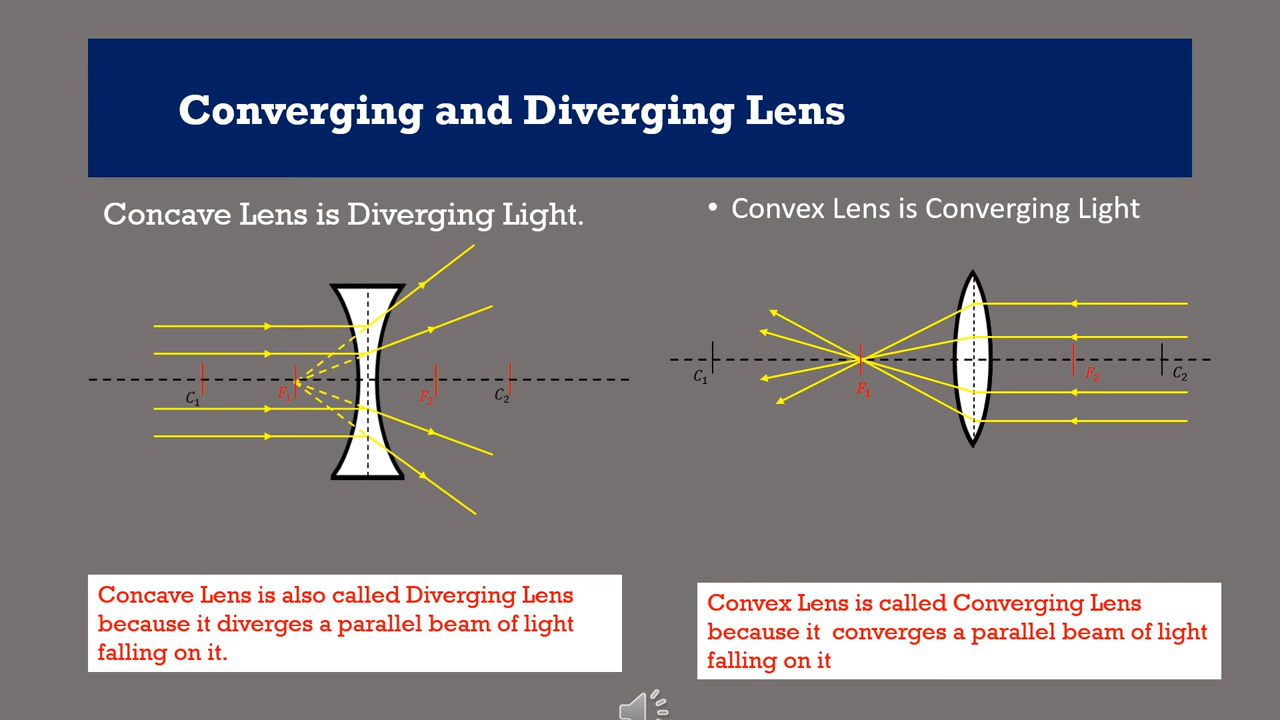 Converging and Diverging Lens
Concave Lens is Diverging Light.
C1
F1
F2
C2
Concave Lens is also called Diverging Lens
because it diverges a parallel beam of light
falling on it.
• Convex Lens is Converging Light
C1
F1
F2
C2
Convex Lens is called Converging Lens
because it  converges a parallel beam of light
falling on it